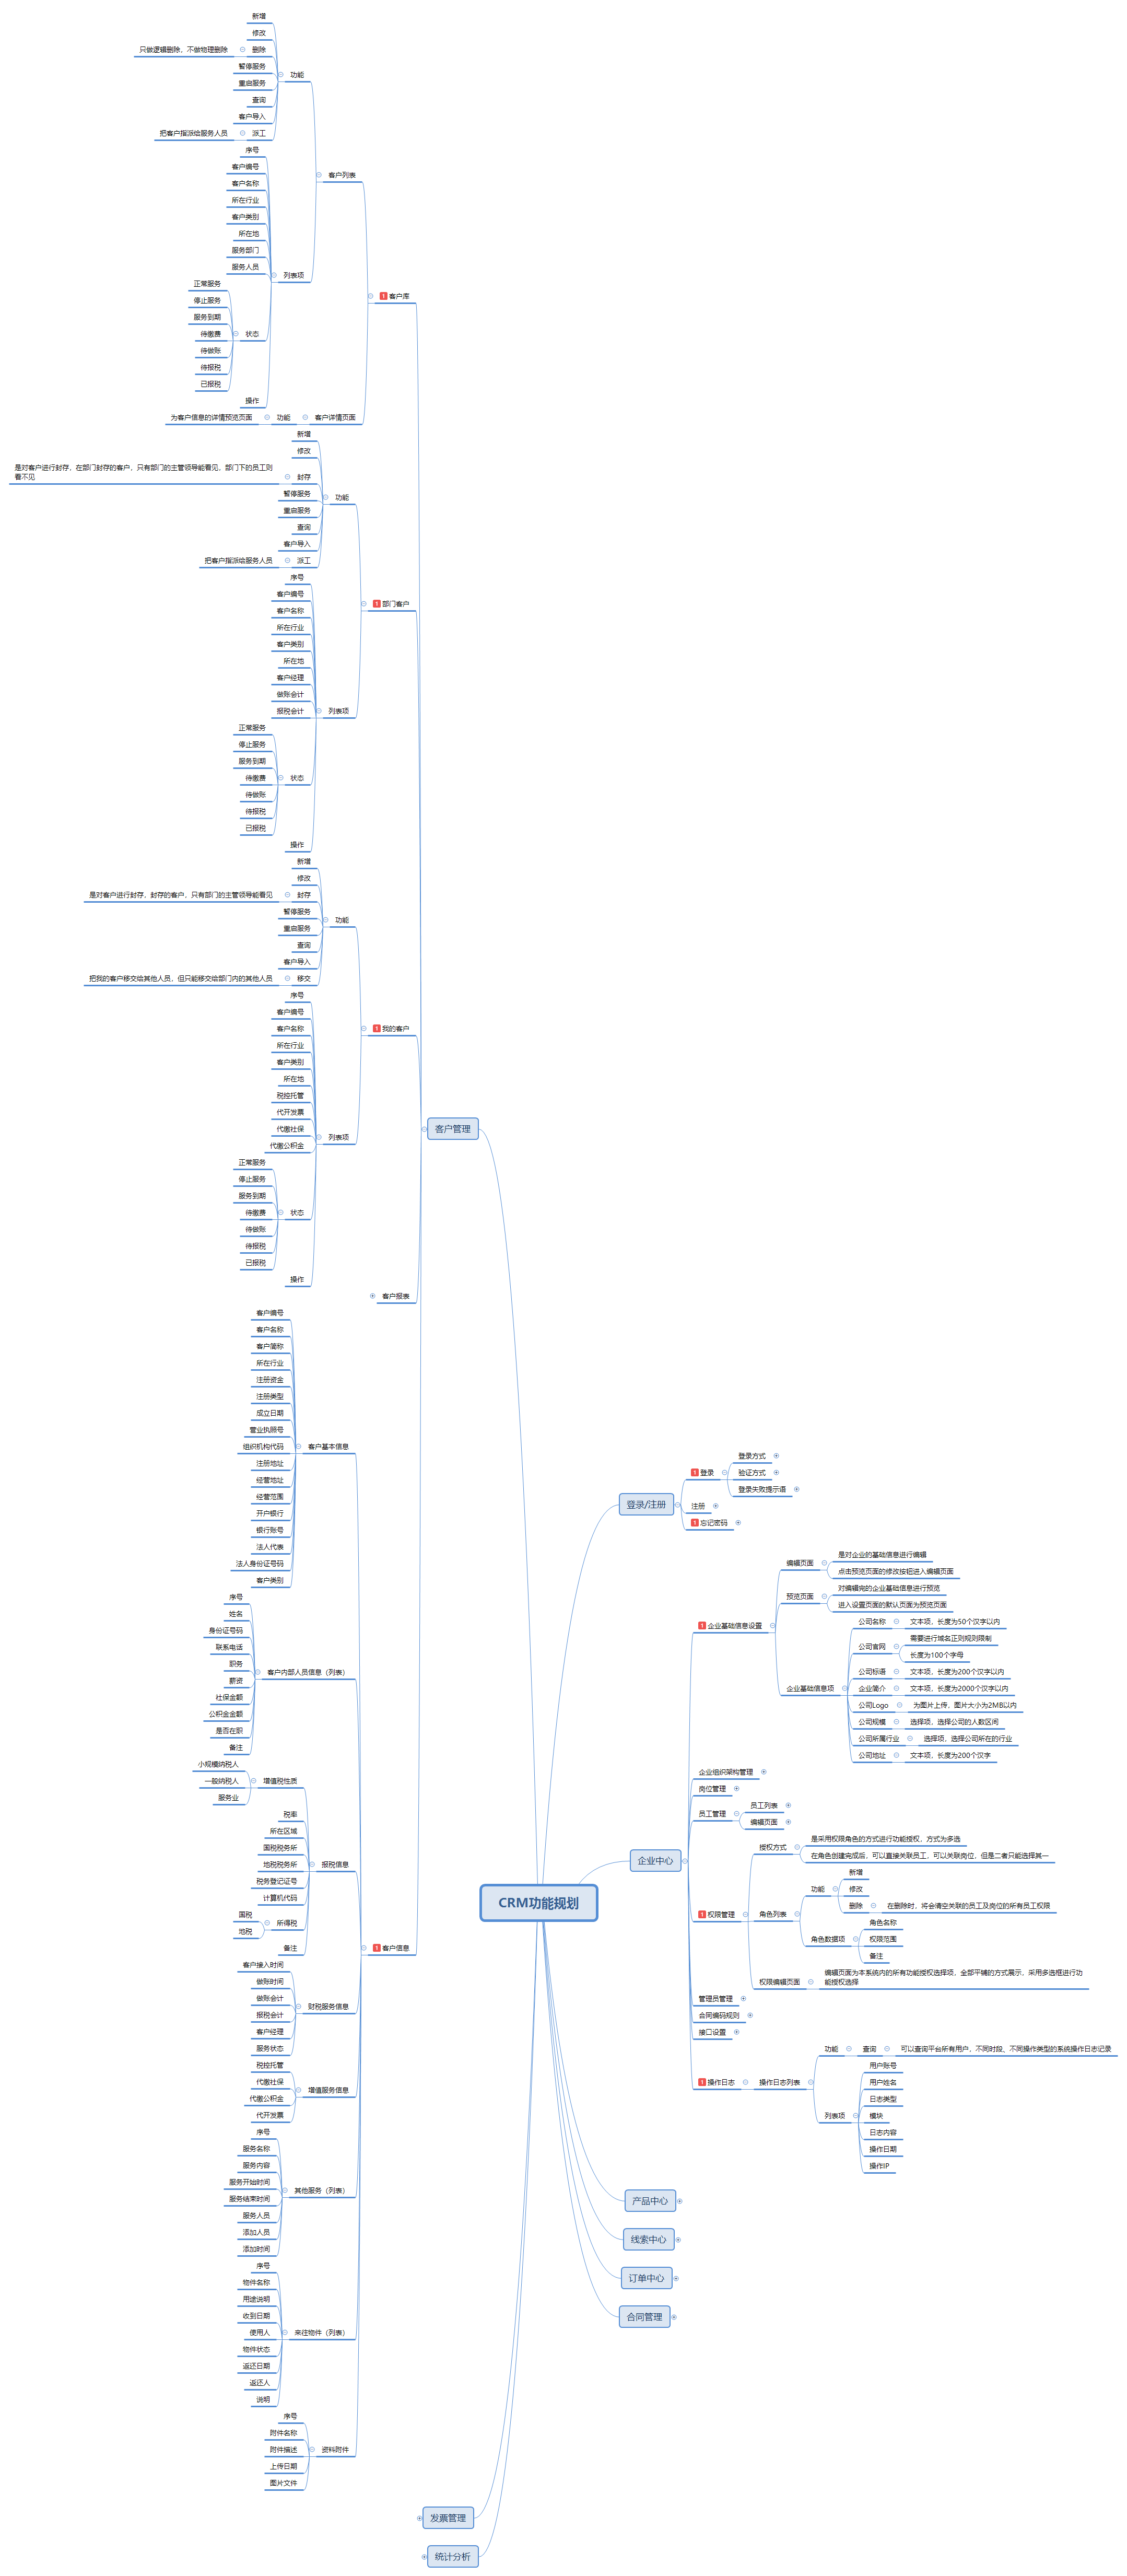 CRM功能规划
登录/注册
登录
登录方式
验证方式
登录失败提示语
注册
忘记密码
企业中心
企业基础信息设置
编辑页面
是对企业的基础信息进行编辑
点击预览页面的修改按钮进入编辑页面
预览页面
对编辑完的企业基础信息进行预览
进入设置页面的默认页面为预览页面
企业基础信息项
公司名称
文本项，长度为50个汉字以内
公司官网
需要进行域名正则规则限制
长度为100个字母
公司标语
文本项，长度为200个汉字以内
企业简介
文本项，长度为2000个汉字以内
公司Logo
为图片上传，图片大小为2MB以内
公司规模
选择项，选择公司的人数区间
公司所属行业
选择项，选择公司所在的行业
公司地址
文本项，长度为200个汉字
企业组织架构管理
岗位管理
员工管理
员工列表
编辑页面
权限管理
授权方式
是采用权限角色的方式进行功能授权，方式为多选
在角色创建完成后，可以直接关联员工，可以关联岗位，但是二者只能选择其一
角色列表
功能
新增
修改
删除
在删除时，将会清空关联的员工及岗位的所有员工权限
角色数据项
角色名称
权限范围
备注
权限编辑页面
编辑页面为本系统内的所有功能授权选择项，全部平铺的方式展示，采用多选框进行功
能授权选择
管理员管理
合同编码规则
接口设置
操作日志
操作日志列表
功能
查询
可以查询平台所有用户，不同时段，不同操作类型的系统操作日志记录
列表项
用户账号
用户姓名
日志类型
模块
日志内容
操作日期
操作IP
产品中心
线索中心
订单中心
合同管理
客户管理
客户库
客户列表
功能
新增
修改
删除
只做逻辑删除，不做物理删除
暂停服务
重启服务
查询
客户导入
派工
把客户指派给服务人员
列表项
序号
客户编号
客户名称
所在行业
客户类别
所在地
服务部门
服务人员
状态
正常服务
停止服务
服务到期
待缴费
待做账
待报税
已报税
操作
客户详情页面
功能
为客户信息的详情预览页面
部门客户
功能
新增
修改
封存
是对客户进行封存，在部门封存的客户，只有部门的主管领导能看见，部门下的员工则
看不见
暂停服务
重启服务
查询
客户导入
派工
把客户指派给服务人员
列表项
序号
客户编号
客户名称
所在行业
客户类别
所在地
客户经理
做账会计
报税会计
状态
正常服务
停止服务
服务到期
待缴费
待做账
待报税
已报税
操作
我的客户
功能
新增
修改
封存
是对客户进行封存，封存的客户，只有部门的主管领导能看见
暂停服务
重启服务
查询
客户导入
移交
把我的客户移交给其他人员，但只能移交给部门内的其他人员
列表项
序号
客户编号
客户名称
所在行业
客户类别
所在地
税控托管
代开发票
代缴社保
代缴公积金
状态
正常服务
停止服务
服务到期
待缴费
待做账
待报税
已报税
操作
客户报表
客户信息
客户基本信息
客户编号
客户名称
客户简称
所在行业
注册资金
注册类型
成立日期
营业执照号
组织机构代码
注册地址
经营地址
经营范围
开户银行
银行账号
法人代表
法人身份证号码
客户类别
客户内部人员信息（列表）
序号
姓名
身份证号码
联系电话
职务
薪资
社保金额
公积金金额
是否在职
备注
报税信息
增值税性质
小规模纳税人
一般纳税人
服务业
税率
所在区域
国税税务所
地税税务所
税务登记证号
计算机代码
所得税
国税
地税
备注
财税服务信息
客户接入时间
做账时间
做账会计
报税会计
客户经理
服务状态
增值服务信息
税控托管
代缴社保
代缴公积金
代开发票
其他服务（列表）
序号
服务名称
服务内容
服务开始时间
服务结束时间
服务人员
添加人员
添加时间
来往物件（列表）
序号
物件名称
用途说明
收到日期
使用人
物件状态
返还日期
返还人
说明
资料附件
序号
附件名称
附件描述
上传日期
图片文件
发票管理
统计分析